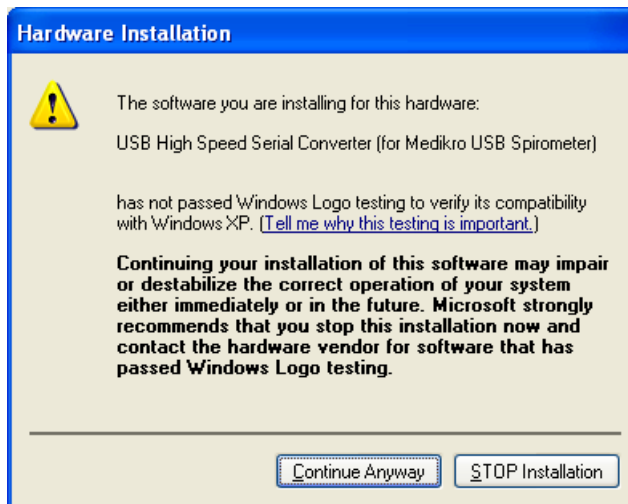 Hardware Installation
The software you are installing for this hardware:
USB High Speed Serial Converter (for Medikro USB Spirometer)
has not passed Windows Logo testing to verify its compatibility
with Windows XP. (Tell me why this testing is important.)
Continuing your installation of this software may impair
or destabilize the correct operation of your system
either immediately or in the future. Microsoft strongly
recommends that you stop this installation now and
contact the hardware vendor for software that has
passed Windows Logo testing.
Continue Anyway STOP Installation